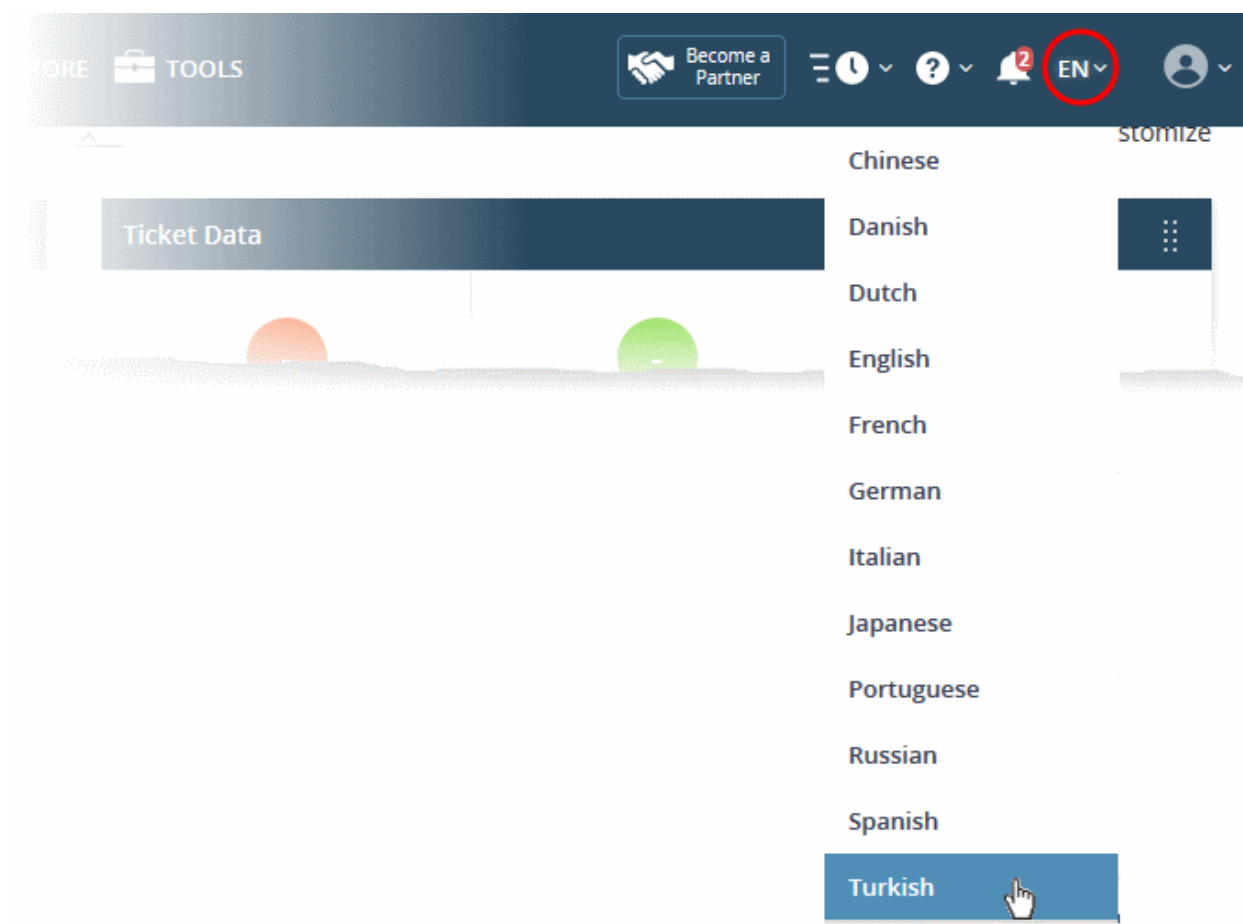 TORE
TOOLS
Become a
Partner
2
EN
stomize
Ticket Data
Chinese
Danish
Dutch
English
French
German
Italian
Japanese
Portuguese
Russian
Spanish
Turkish